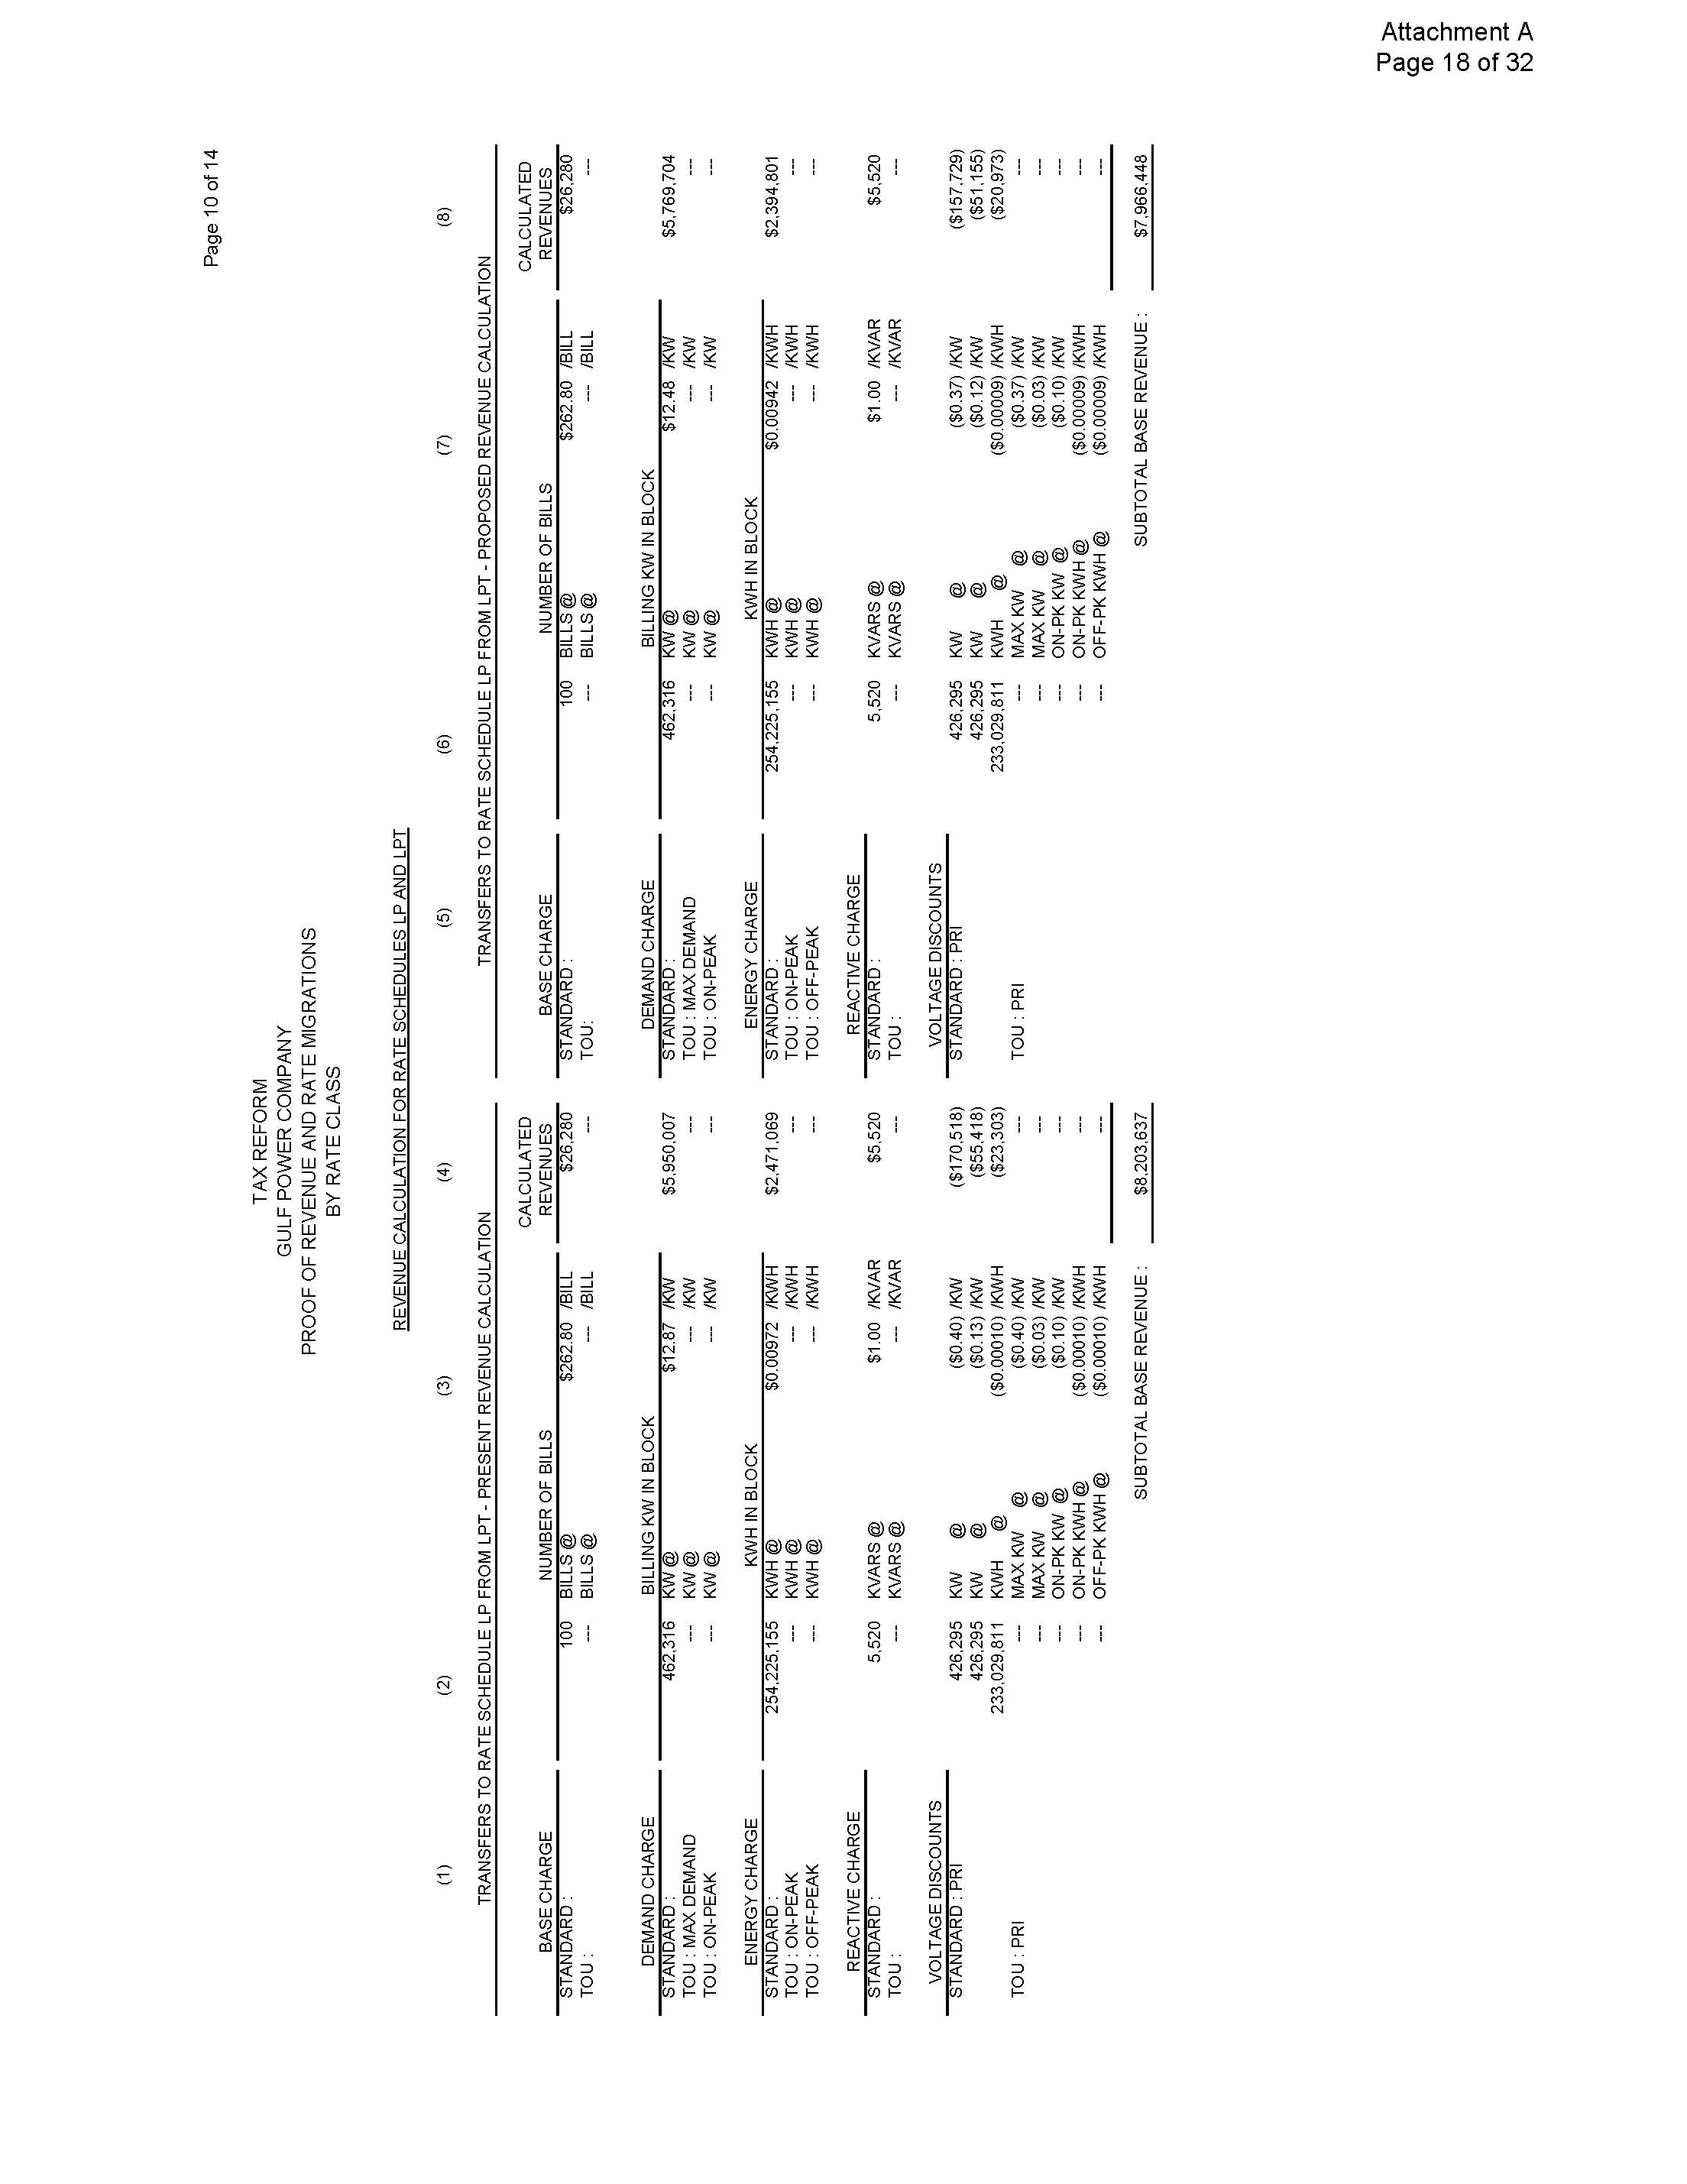 Attachment A
Page 18 of 32
Page 10 of 14
TAX REFORM
GULF POWER COMPANY
PROOF OF REVENUE AND RATE MIGRATIONS
BY RATE CLASS
REVENUE CALCULATION FOR RATE SCHEDULES LP AND LPT
(1) (2) (3) (4) (5) (6) (7) (8)
TRANSFERS TO RATE SCHEDULE LP FROM LPT - PRESENT REVENUE CALCULATION TRANSFERS TO RATE SCHEDULE LP FROM LPT - PROPOSED REVENUE CALCULATION
CALCULATED CALCULATED
BASE CHARGE NUMBER OF BILLS REVENUES BASE CHARGE NUMBER OF BILLS REVENUES
STANDARD : 100 BILLS @ $262.80 /BILL $26,280 STANDARD : 100 BILLS @ $262.80 /BILL $26,280
TOU : --- BILLS @ --- /BILL --- TOU: --- BILLS @ --- /BILL ---
DEMAND CHARGE BILLING KW IN BLOCK DEMAND CHARGE BILLING KW IN BLOCK
STANDARD : 462,316 KW @ $12.87 /KW $5,950,007 STANDARD : 462,316 KW @ $12.48 /KW $5,769,704
TOU : MAX DEMAND --- KW @ --- /KW --- TOU : MAX DEMAND --- KW @ --- /KW ---
TOU : ON-PEAK --- KW @ --- /KW --- TOU : ON-PEAK --- KW @ --- /KW ---
ENERGY CHARGE KWH IN BLOCK ENERGY CHARGE KWH IN BLOCK
STANDARD : 254,225,155 KWH @ $0.00972 /KWH $2,471,069 STANDARD : 254,225,155 KWH @ $0.00942 /KWH $2,394,801
TOU : ON-PEAK --- KWH @ --- /KWH --- TOU : ON-PEAK --- KWH @ --- /KWH ---
TOU : OFF-PEAK --- KWH @ --- /KWH --- TOU : OFF-PEAK --- KWH @ --- /KWH ---
REACTIVE CHARGE REACTIVE CHARGE
STANDARD : 5,520 KVARS @ $1.00 /KVAR $5,520 STANDARD : 5,520 KVARS @ $1.00 /KVAR $5,520
TOU : --- KVARS @ --- /KVAR --- TOU : --- KVARS @ --- /KVAR ---
VOLTAGE DISCOUNTS VOLTAGE DISCOUNTS
STANDARD : PRI 426,295 KW @ ($0.40) /KW ($170,518) STANDARD : PRI 426,295 KW @ ($0.37) /KW ($157,729)
426,295 KW @ ($0.13) /KW ($55,418) 426,295 KW @ ($0.12) /KW ($51,155)
233,029,811 KWH @ ($0.00010) /KWH ($23,303) 233,029,811 KWH @ ($0.00009) /KWH ($20,973)
TOU : PRI --- MAX KW @ ($0.40) /KW --- TOU : PRI --- MAX KW @ ($0.37) /KW ---
--- MAX KW @ ($0.03) /KW --- --- MAX KW @ ($0.03) /KW ---
--- ON-PK KW @ ($0.10) /KW --- --- ON-PK KW @ ($0.10) /KW ---
--- ON-PK KWH @ ($0.00010) /KWH --- --- ON-PK KWH @ ($0.00009) /KWH ---
--- OFF-PK KWH @ ($0.00010) /KWH --- --- OFF-PK KWH @ ($0.00009) /KWH ---
SUBTOTAL BASE REVENUE : $8,203,637 SUBTOTAL BASE REVENUE : $7,966,448